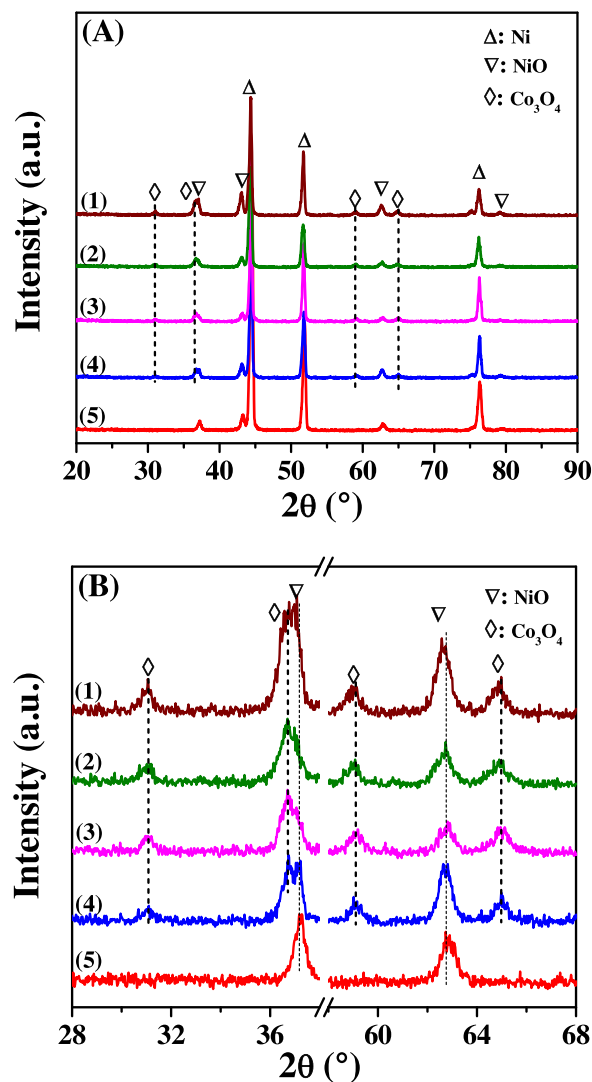 (A)
Δ: Ni
∇: NiO
◊: Co₃O₄
Intensity (a.u.)
(1)
(2)
(3)
(4)
(5)
20 30 40 50 60 70 80 90
2θ (°)
(B)
∇: NiO
◊: Co₃O₄
Intensity (a.u.)
(1)
(2)
(3)
(4)
(5)
28 32 36 60 64 68
2θ (°)